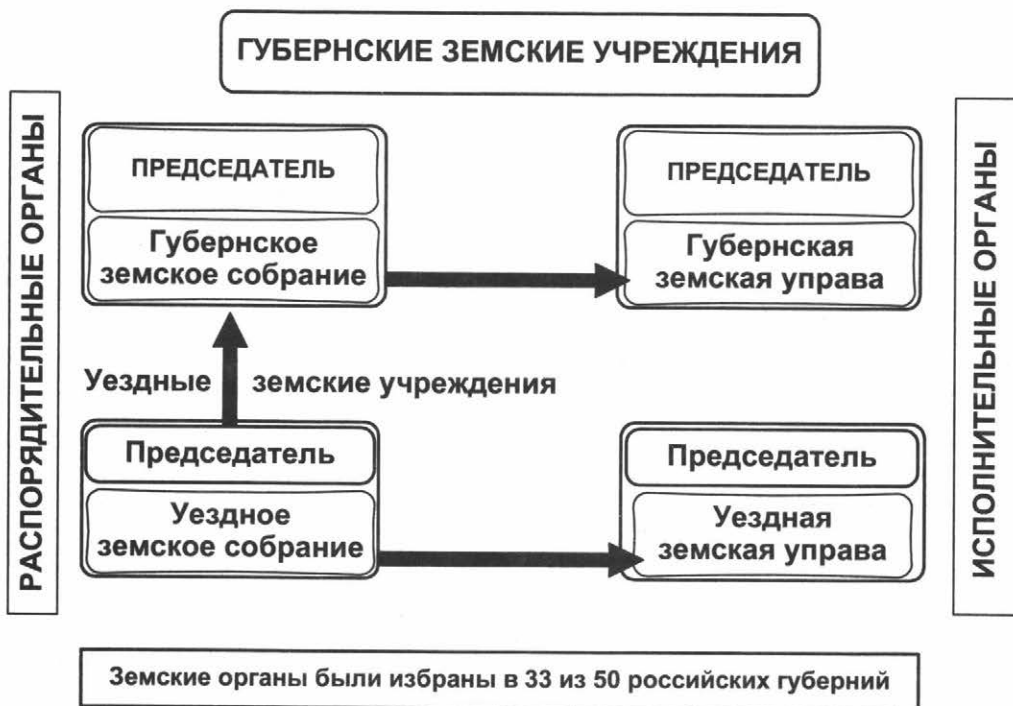 ГУБЕРНСКИЕ ЗЕМСКИЕ УЧРЕЖДЕНИЯ
РАСПОРЯДИТЕЛЬНЫЕ ОРГАНЫ
ПРЕДСЕДАТЕЛЬ
Губернское
земское собрание
ПРЕДСЕДАТЕЛЬ
Губернская
земская управа
ИСПОЛНИТЕЛЬНЫЕ ОРГАНЫ
Уездные земские учреждения
Председатель
Уездное
земское собрание
Председатель
Уездная
земская управа
Земские органы были избраны в 33 из 50 российских губерний